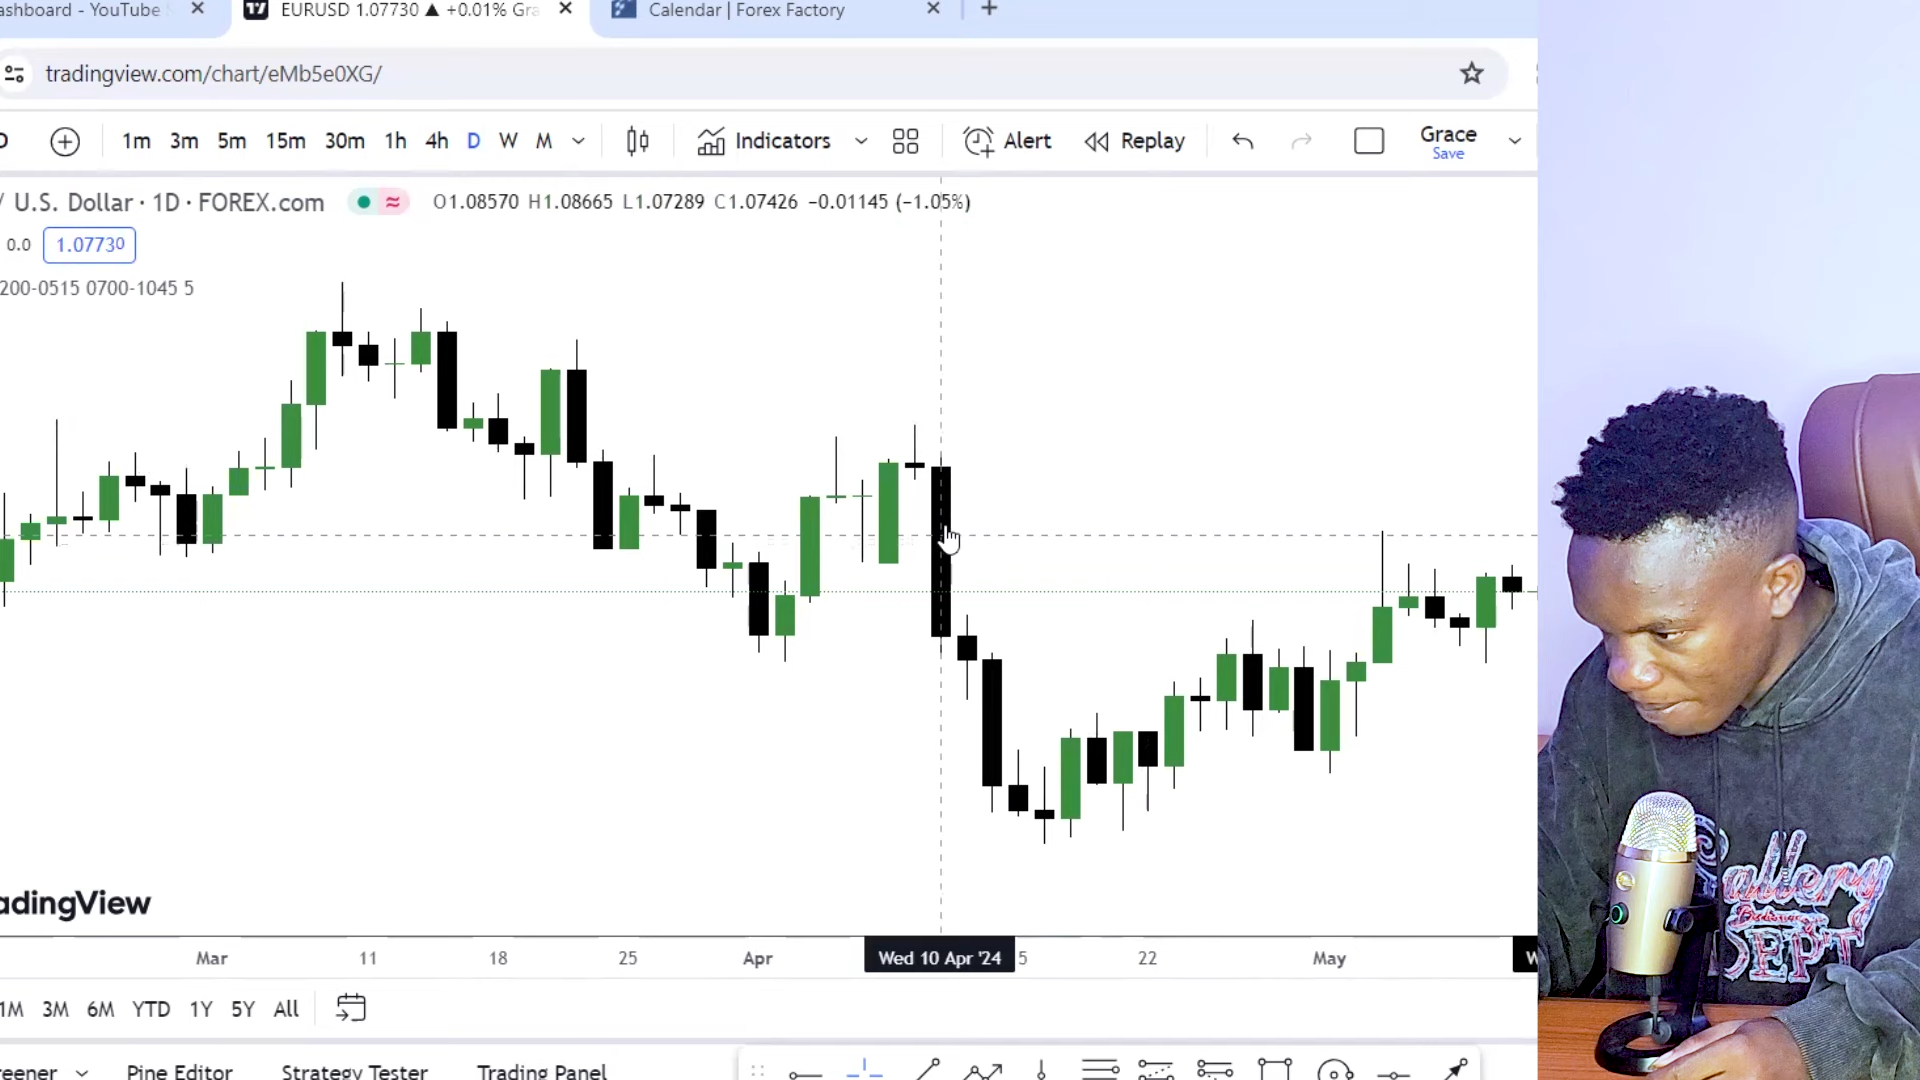 ashboard - YouTube
EURUSD 1.07730 ▲ +0.01% Gra
Calendar | Forex Factory
tradingview.com/chart/eMb5e0XG/
1m 3m 5m 15m 30m 1h 4h D W M Indicators Alert Replay Grace
Save
/ U.S. Dollar · 1D · FOREX.com O1.08570 H1.08665 L1.07289 C1.07426 −0.01145 (−1.05%)
0.0 1.07730
200-0515 0700-1045 5
adingView
Mar 11 18 25 Apr Wed 10 Apr '24 5 22 May
1M 3M 6M YTD 1Y 5Y All
reener Pine Editor Strategy Tester Trading Panel
Gallery
SEPT